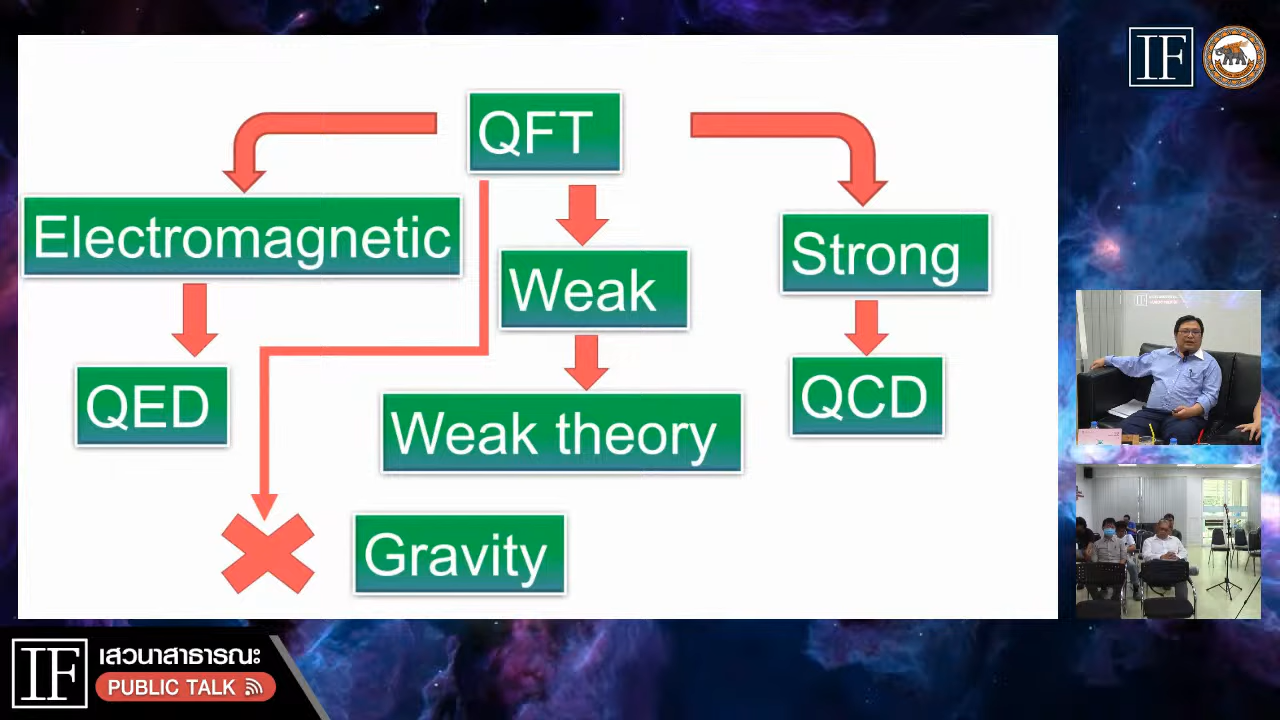 QFT
Electromagnetic
Weak
Strong
QED
Weak theory
QCD
Gravity
IF
IF
เสวนาสาธารณะ
PUBLIC TALK